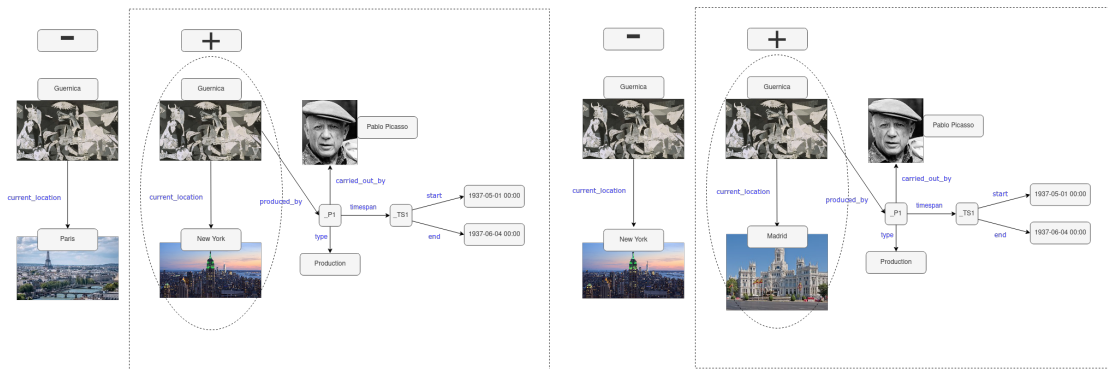 -
+
Guernica
Guernica
Pablo Picasso
carried_out_by
current_location
current_location
produced_by
timespan
start
1937-05-01 00:00
_P1
_TS1
type
end
1937-06-04 00:00
Paris
New York
Production
-
+
Guernica
Guernica
Pablo Picasso
carried_out_by
current_location
current_location
produced_by
timespan
start
1937-05-01 00:00
_P1
_TS1
type
end
1937-06-04 00:00
New York
Madrid
Production